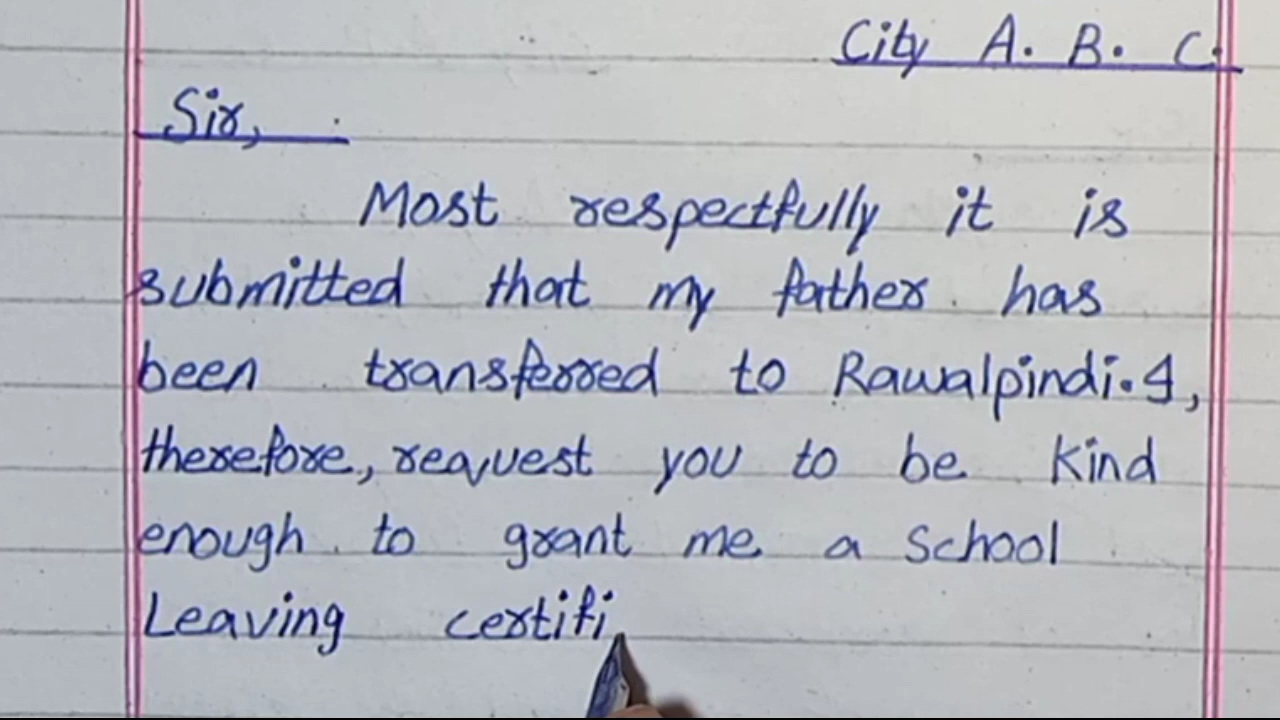 City A. B. C.
Sir,
Most respectfully it is
submitted that my father has
been transferred to Rawalpindi. I,
therefore, request you to be kind
enough to grant me a school
Leaving certifi